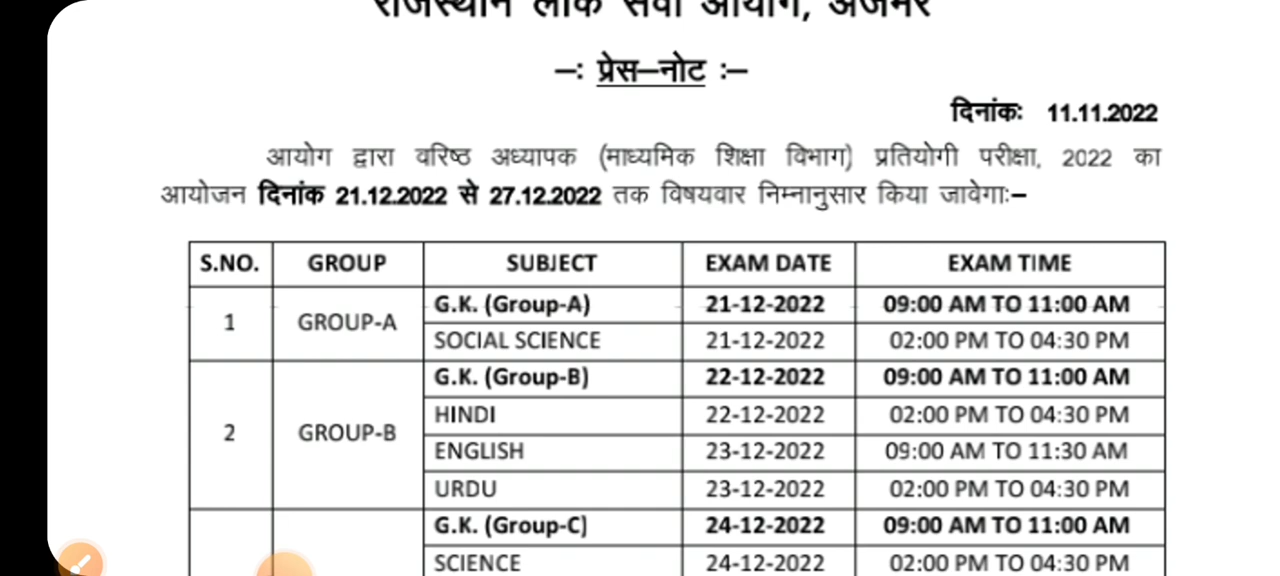 राजस्थान लोक सेवा आयोग, अजमेर
–: प्रेस–नोट :–
दिनांकः 11.11.2022
आयोग द्वारा वरिष्ठ अध्यापक (माध्यमिक शिक्षा विभाग) प्रतियोगी परीक्षा, 2022 का
आयोजन दिनांक 21.12.2022 से 27.12.2022 तक विषयवार निम्नानुसार किया जावेगाः–
S.NO. GROUP SUBJECT EXAM DATE EXAM TIME
1 GROUP-A G.K. (Group-A) 21-12-2022 09:00 AM TO 11:00 AM
SOCIAL SCIENCE 21-12-2022 02:00 PM TO 04:30 PM
2 GROUP-B G.K. (Group-B) 22-12-2022 09:00 AM TO 11:00 AM
HINDI 22-12-2022 02:00 PM TO 04:30 PM
ENGLISH 23-12-2022 09:00 AM TO 11:30 AM
URDU 23-12-2022 02:00 PM TO 04:30 PM
G.K. (Group-C) 24-12-2022 09:00 AM TO 11:00 AM
SCIENCE 24-12-2022 02:00 PM TO 04:30 PM